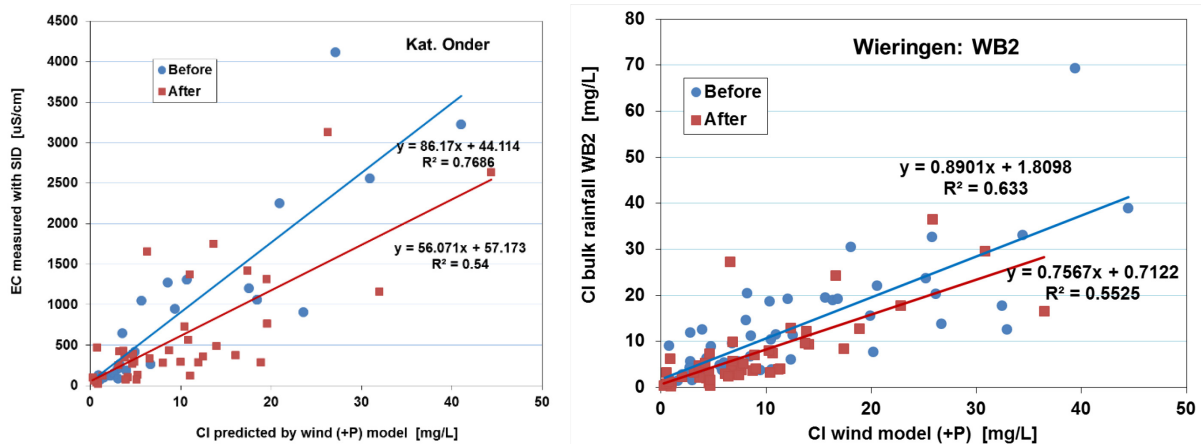 4500
4000
3500
3000
2500
2000
1500
1000
500
0
EC measured with SID [uS/cm]
Kat. Onder
Before
After
y = 86.17x + 44.114
R² = 0.7686
y = 56.071x + 57.173
R² = 0.54
0 10 20 30 40 50
Cl predicted by wind (+P) model [mg/L]
80
70
60
50
40
30
20
10
0
Cl bulk rainfall WB2 [mg/L]
Wieringen: WB2
Before
After
y = 0.8901x + 1.8098
R² = 0.633
y = 0.7567x + 0.7122
R² = 0.5525
0 10 20 30 40 50
Cl wind model (+P) [mg/L]